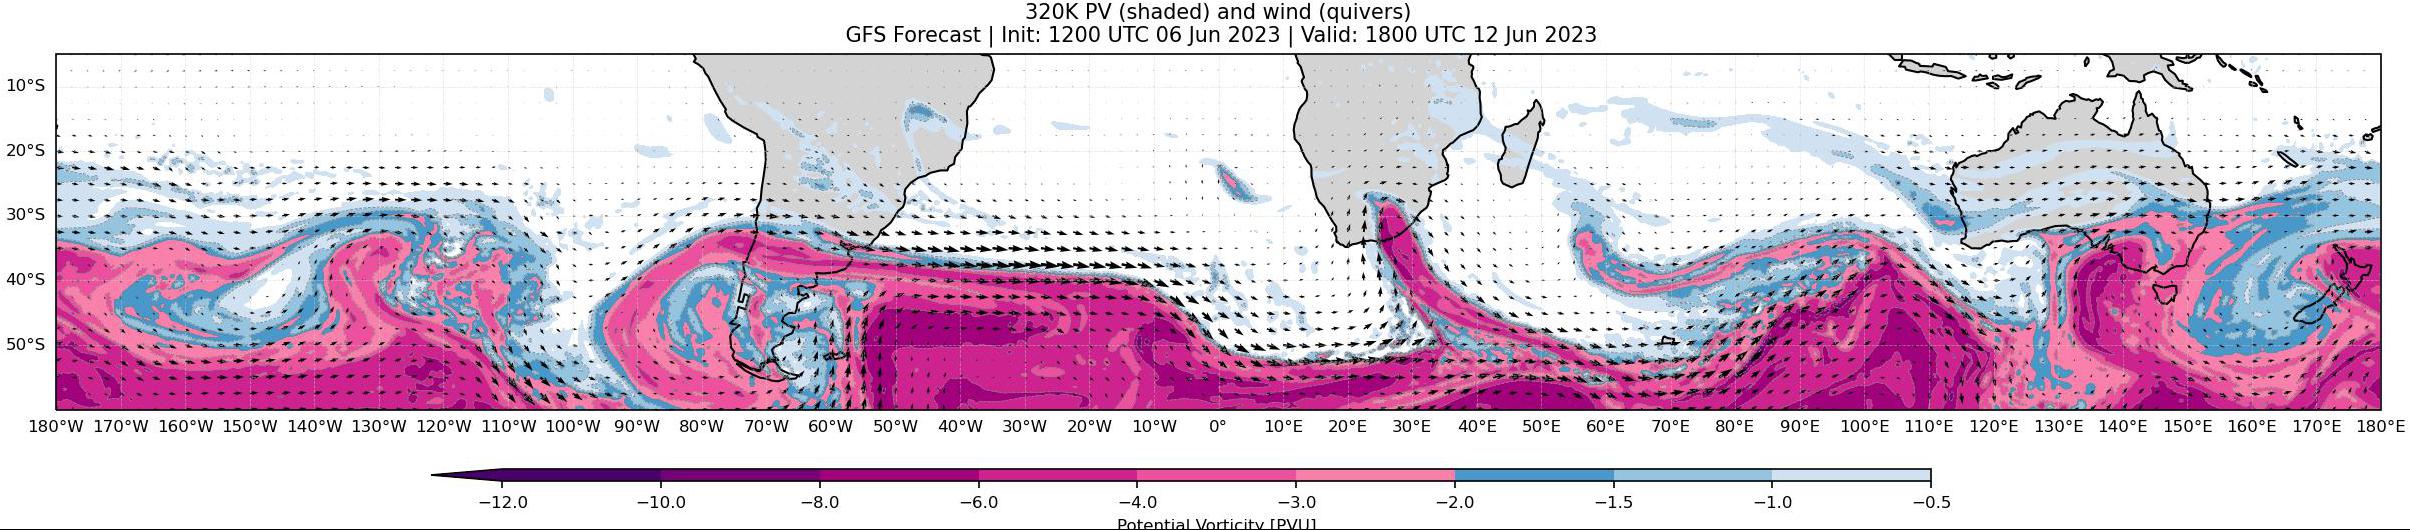 320K PV (shaded) and wind (quivers)
GFS Forecast | Init: 1200 UTC 06 Jun 2023 | Valid: 1800 UTC 12 Jun 2023
10°S
20°S
30°S
40°S
50°S
180°W 170°W 160°W 150°W 140°W 130°W 120°W 110°W 100°W 90°W 80°W 70°W 60°W 50°W 40°W 30°W 20°W 10°W 0° 10°E 20°E 30°E 40°E 50°E 60°E 70°E 80°E 90°E 100°E 110°E 120°E 130°E 140°E 150°E 160°E 170°E 180°E
−12.0 −10.0 −8.0 −6.0 −4.0 −3.0 −2.0 −1.5 −1.0 −0.5
Potential Vorticity [PVU]